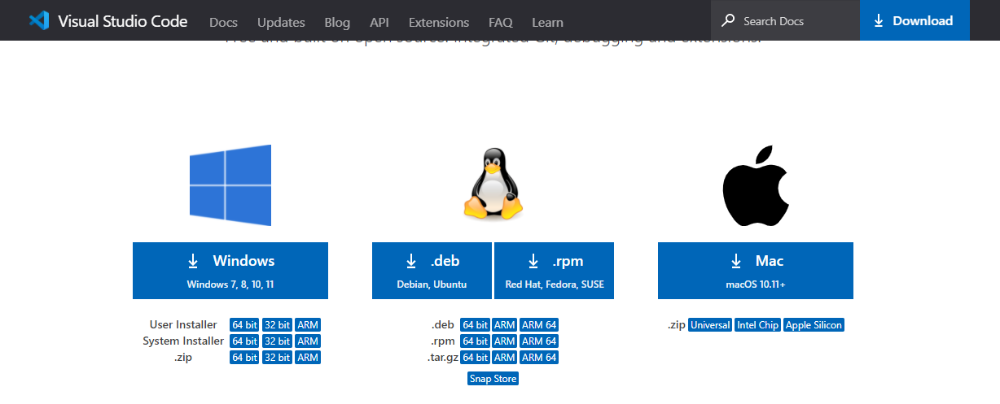 Visual Studio Code Docs Updates Blog API Extensions FAQ Learn Search Docs Download
Free and built on open source. Integrated Git, debugging and extensions.
Windows
Windows 7, 8, 10, 11
.deb
Debian, Ubuntu
.rpm
Red Hat, Fedora, SUSE
Mac
macOS 10.11+
User Installer 64 bit 32 bit ARM
System Installer 64 bit 32 bit ARM
.zip 64 bit 32 bit ARM
.deb 64 bit ARM ARM 64
.rpm 64 bit ARM ARM 64
.tar.gz 64 bit ARM ARM 64
Snap Store
.zip Universal Intel Chip Apple Silicon